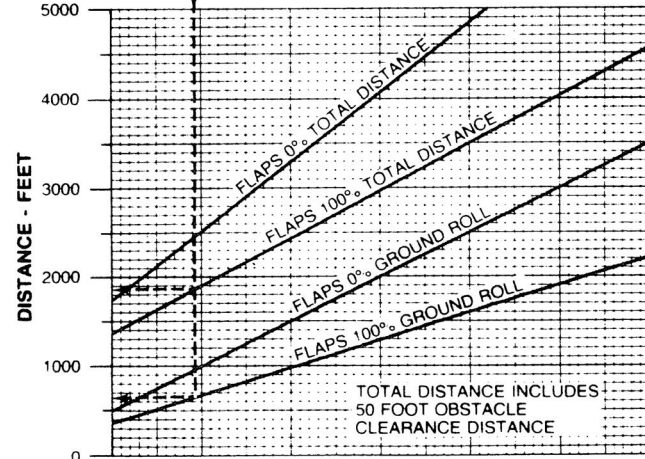 5000
4000
3000
2000
1000
0
DISTANCE - FEET
FLAPS 0°, TOTAL DISTANCE
FLAPS 100°, TOTAL DISTANCE
FLAPS 0°, GROUND ROLL
FLAPS 100°, GROUND ROLL
TOTAL DISTANCE INCLUDES
50 FOOT OBSTACLE
CLEARANCE DISTANCE